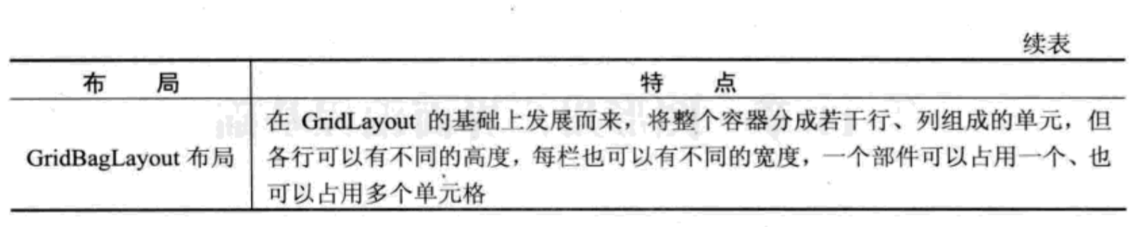 续表
布 局 特 点
在 GridLayout 的基础上发展而来，将整个容器分成若干行、列组成的单元，但
GridBagLayout 布局 各行可以有不同的高度，每栏也可以有不同的宽度，一个部件可以占用一个、也
可以占用多个单元格